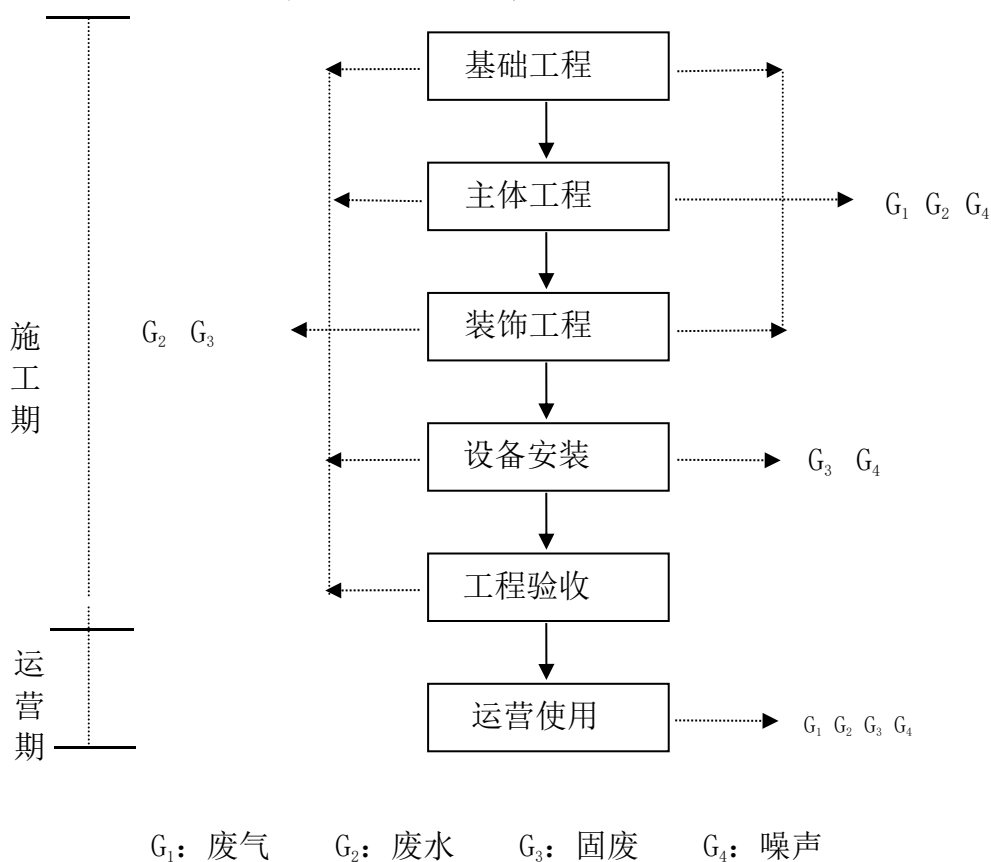 基础工程
主体工程
G₁ G₂ G₄
装饰工程
G₂ G₃
施工期
设备安装
G₃ G₄
工程验收
运营期
运营使用
G₁ G₂ G₃ G₄
G₁：废气 G₂：废水 G₃：固废 G₄：噪声